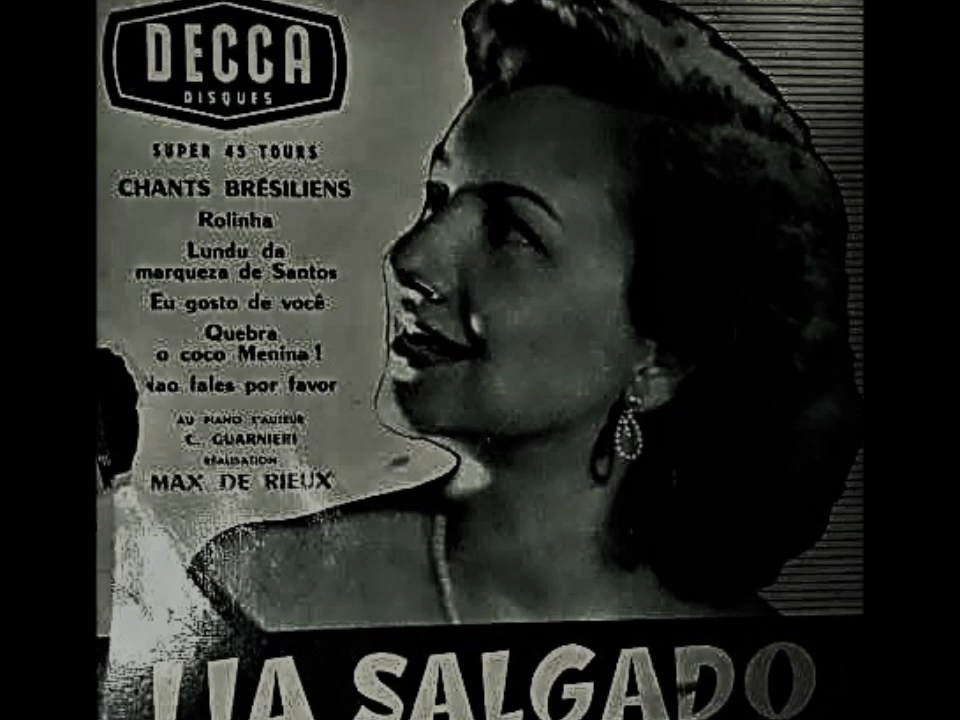 DECCA
DISQUES
SUPER 45 TOURS
CHANTS BRÉSILIENS
Rolinha
Lundu da
marqueza de Santos
Eu gosto de você
Quebra
o coco Menina!
Nao fales por favor
AU PIANO L'AUTEUR
C. GUARNIERI
RÉALISATION
MAX DE RIEUX
LIA SALGADO